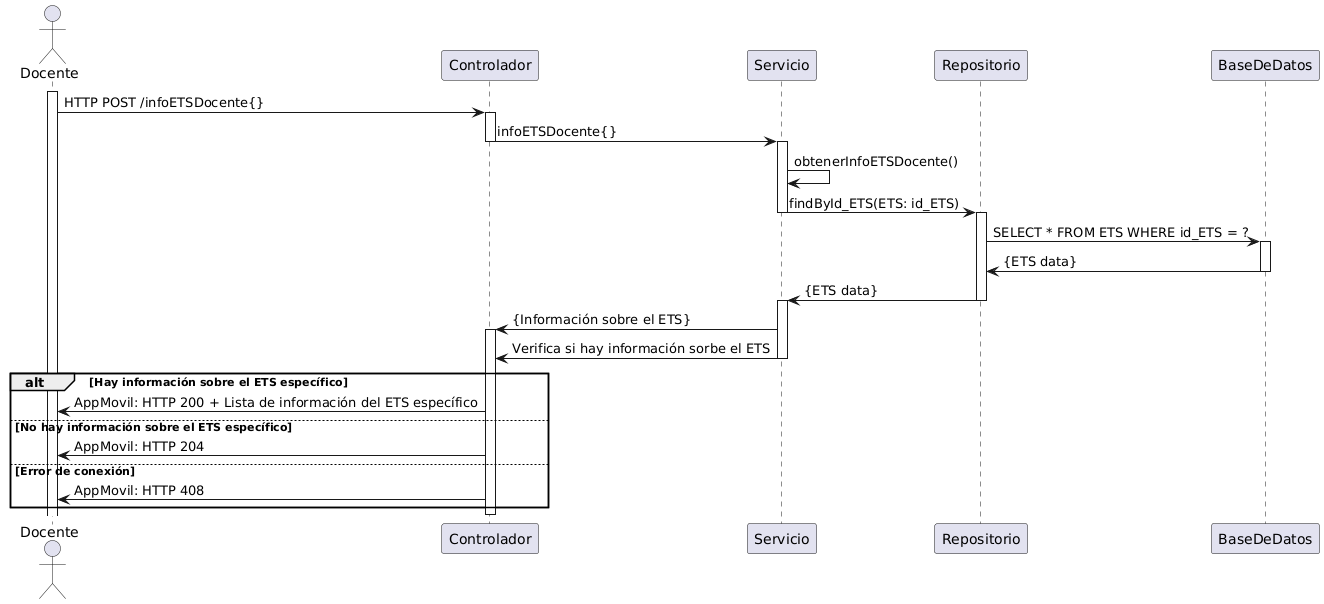 Docente
Controlador
Servicio
Repositorio
BaseDeDatos
HTTP POST /infoETSDocente{}
infoETSDocente{}
obtenerInfoETSDocente()
findById_ETS(ETS: id_ETS)
SELECT * FROM ETS WHERE id_ETS = ?
{ETS data}
{ETS data}
{Información sobre el ETS}
Verifica si hay información sorbe el ETS
alt [Hay información sobre el ETS específico]
AppMovil: HTTP 200 + Lista de información del ETS específico
[No hay información sobre el ETS específico]
AppMovil: HTTP 204
[Error de conexión]
AppMovil: HTTP 408
Docente
Controlador
Servicio
Repositorio
BaseDeDatos